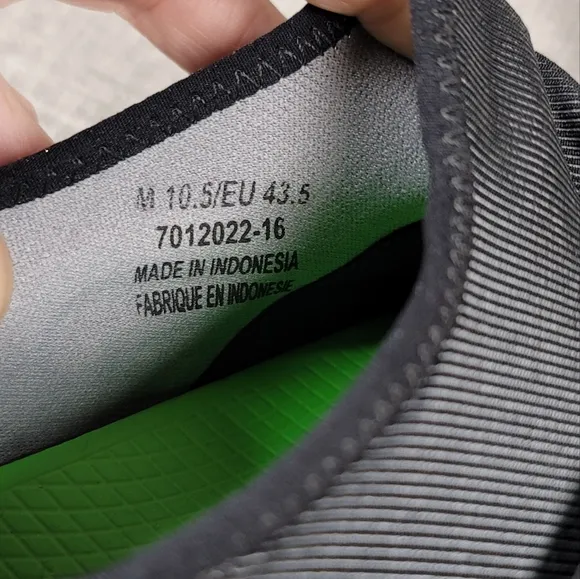 M 10.5/EU 43.5
7012022-16
MADE IN INDONESIA
FABRIQUE EN INDONESIE